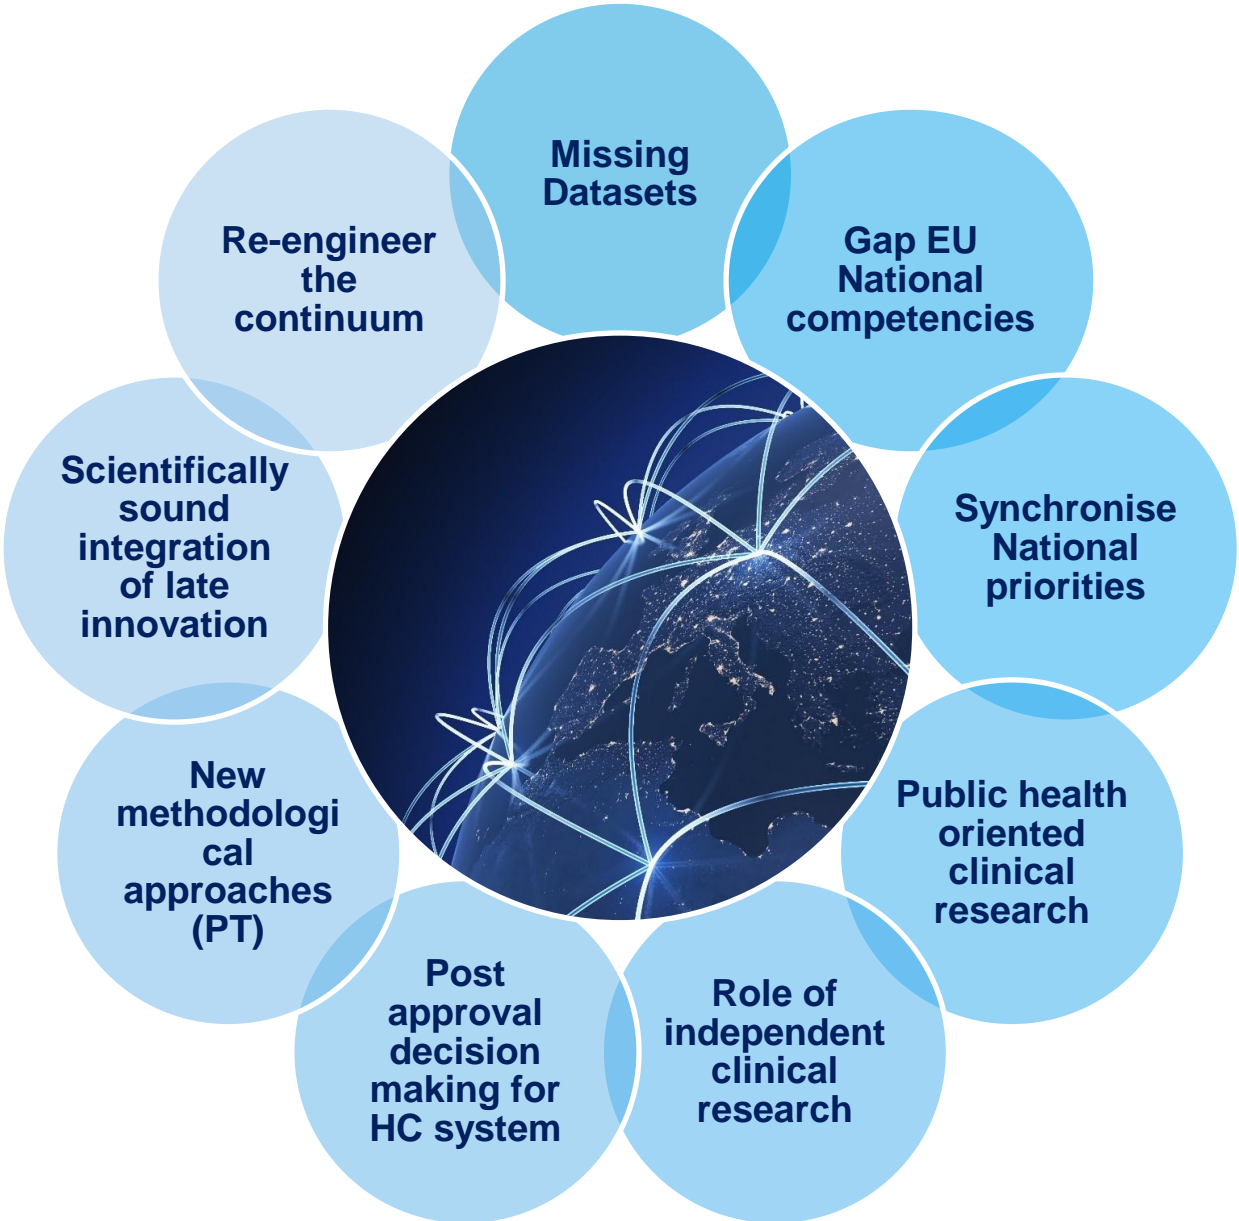 Missing
Datasets
Gap EU
National
competencies
Synchronise
National
priorities
Public health
oriented
clinical
research
Role of
independent
clinical
research
Post
approval
decision
making for
HC system
New
methodologi
cal
approaches
(PT)
Scientifically
sound
integration
of late
innovation
Re-engineer
the
continuum